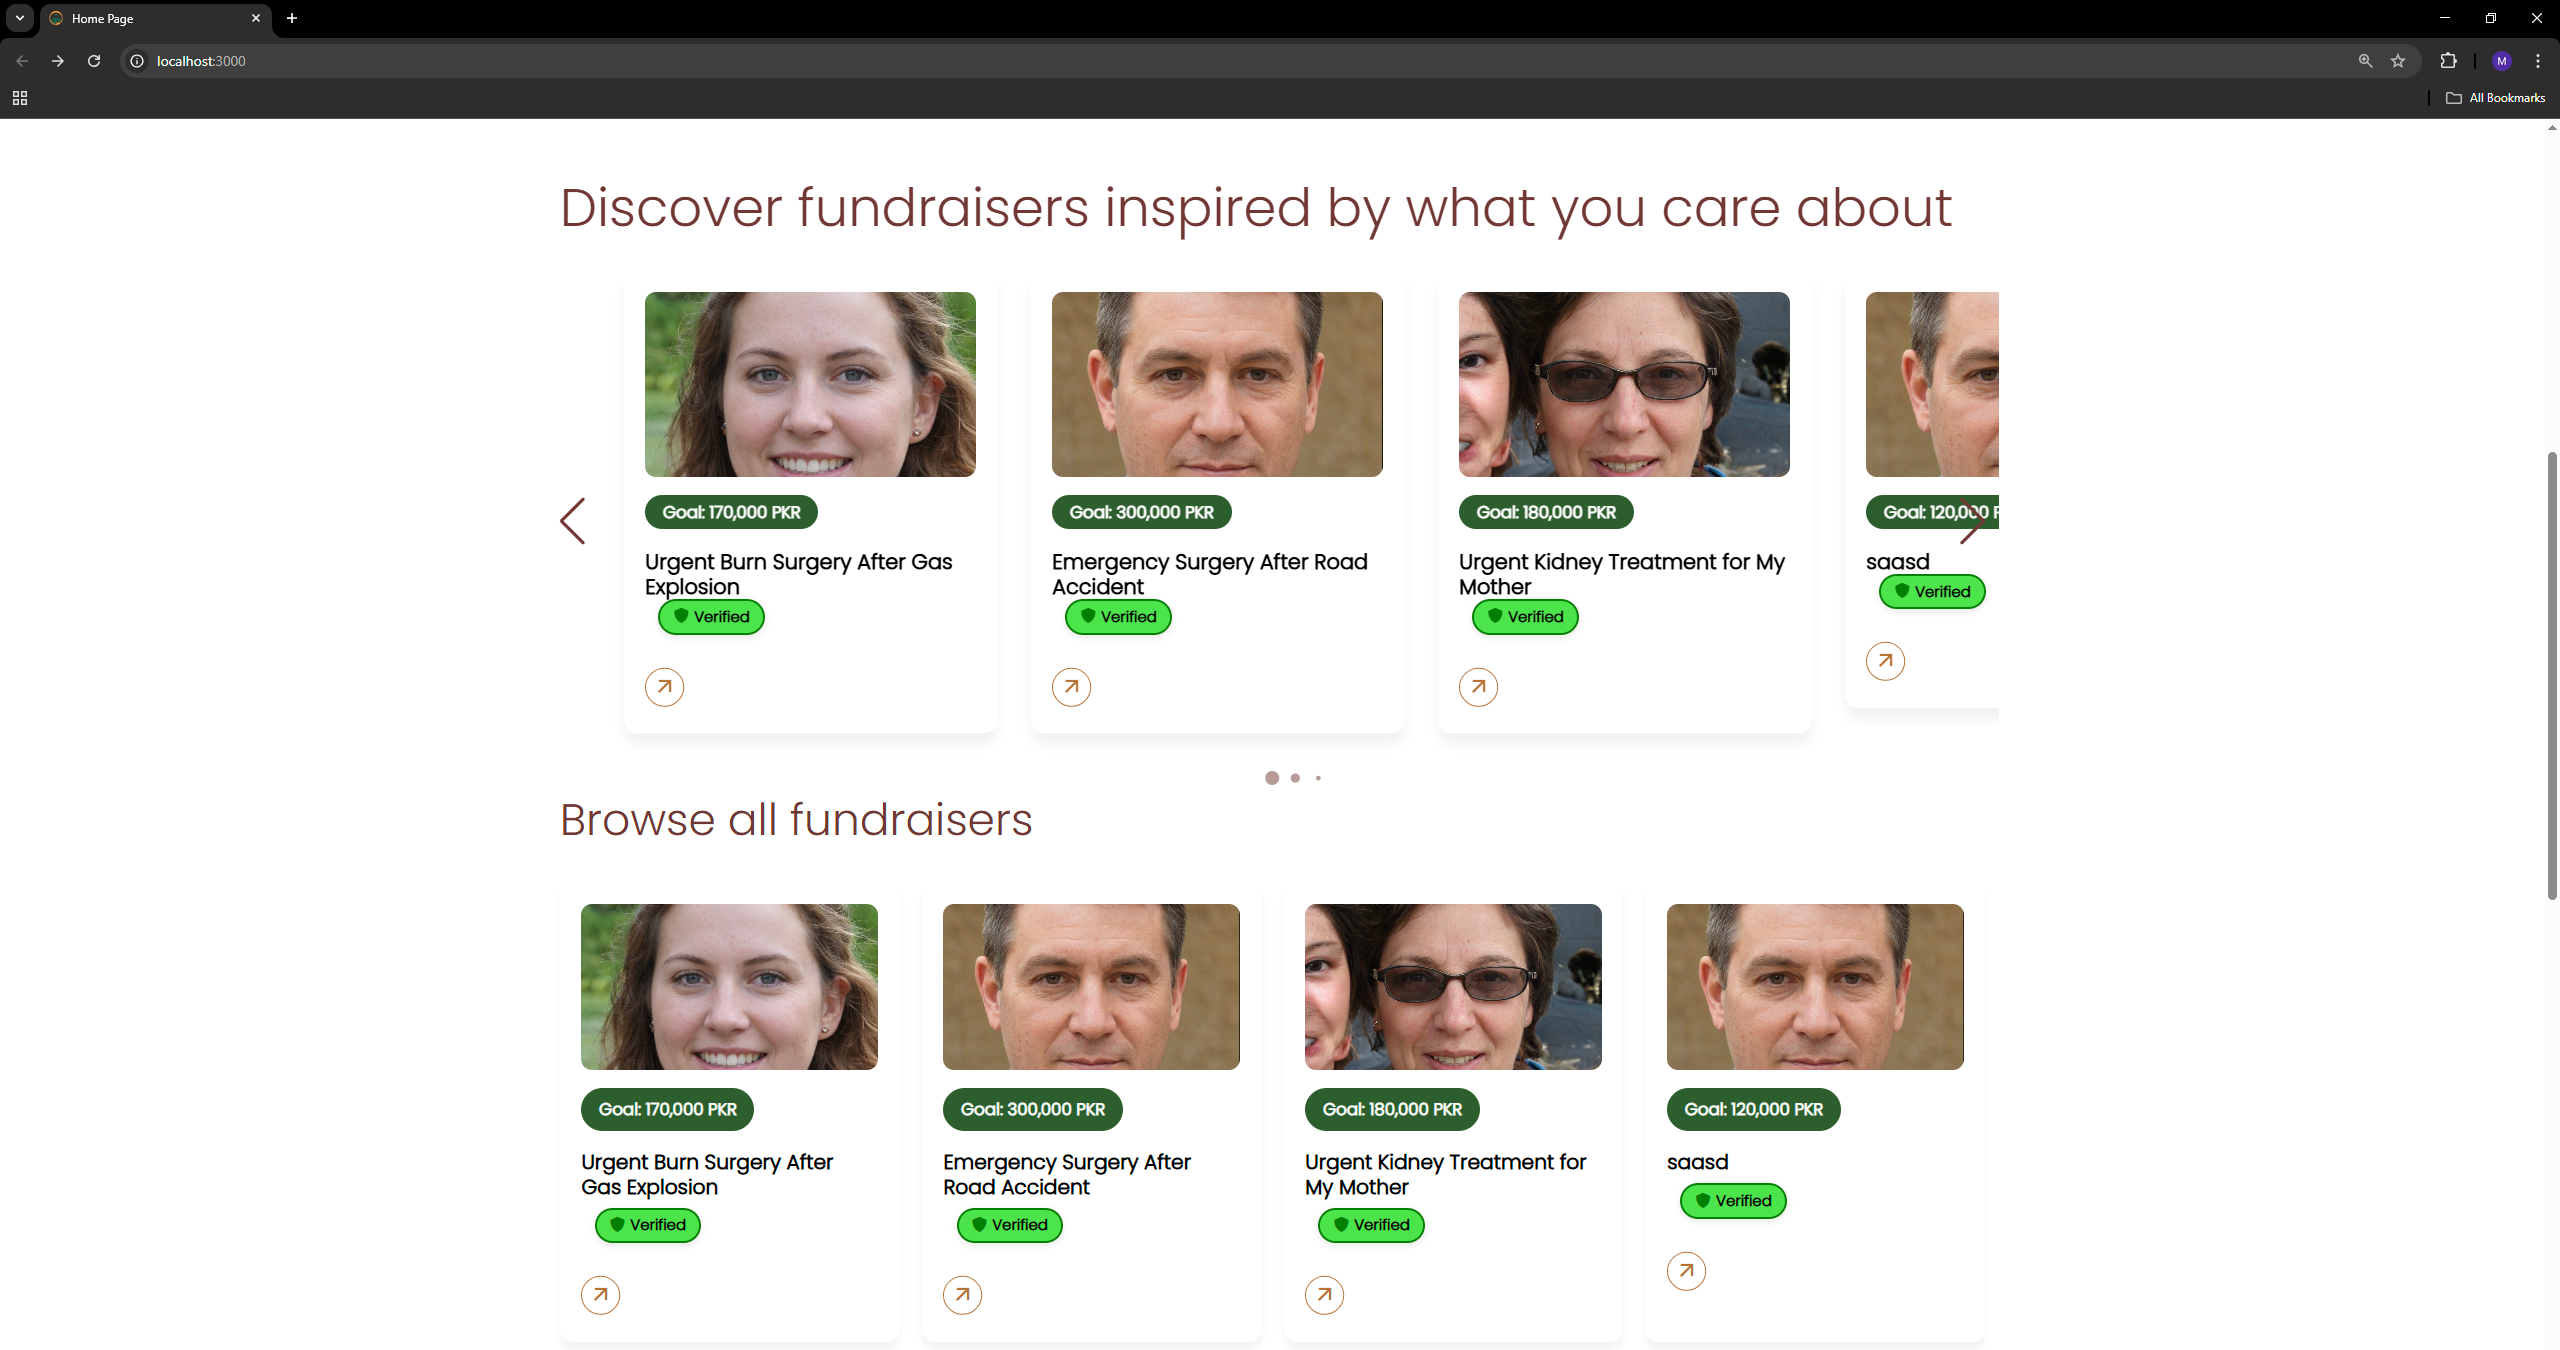 Home Page
localhost:3000
M
All Bookmarks
Discover fundraisers inspired by what you care about
Goal: 170,000 PKR
Urgent Burn Surgery After Gas
Explosion
Verified
Goal: 300,000 PKR
Emergency Surgery After Road
Accident
Verified
Goal: 180,000 PKR
Urgent Kidney Treatment for My
Mother
Verified
Goal: 120,000 P
saasd
Verified
Browse all fundraisers
Goal: 170,000 PKR
Urgent Burn Surgery After
Gas Explosion
Verified
Goal: 300,000 PKR
Emergency Surgery After
Road Accident
Verified
Goal: 180,000 PKR
Urgent Kidney Treatment for
My Mother
Verified
Goal: 120,000 PKR
saasd
Verified